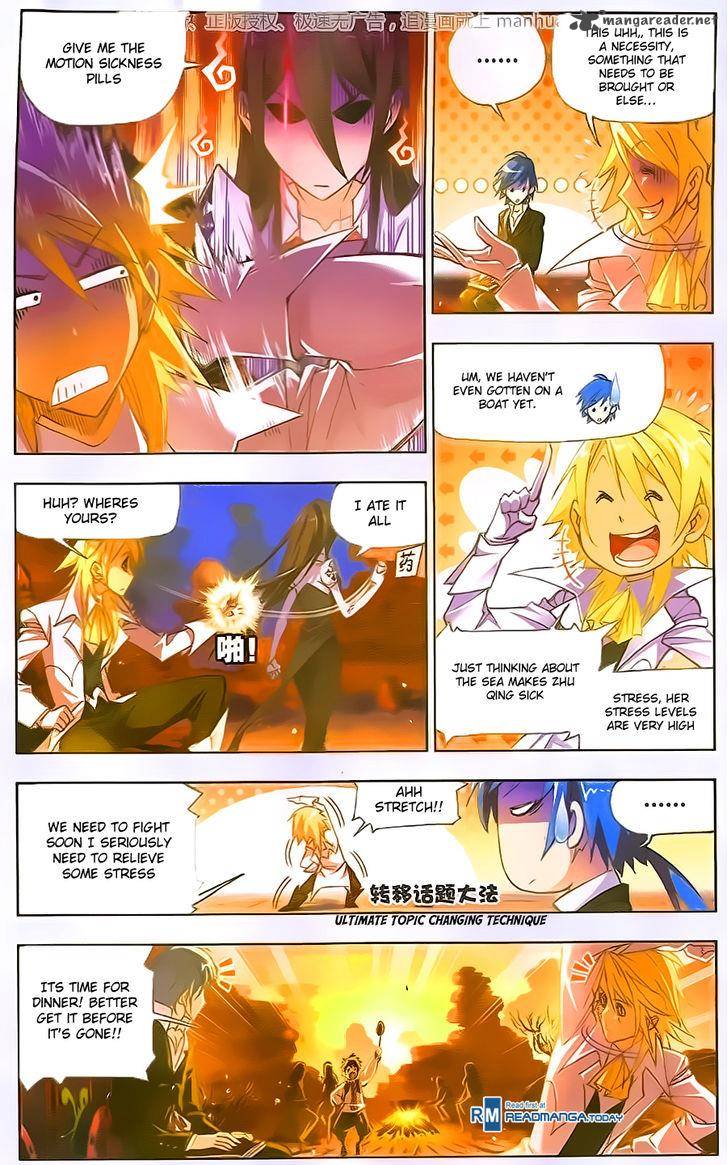 正版授权、极速无广告，追漫画就上 manhua
mangareader.net
THIS UHH,, THIS IS
A NECESSITY,
SOMETHING
THAT
NEEDS TO BE
BROUGHT OR
ELSE...
......
GIVE ME THE
MOTION SICKNESS
PILLS
UM, WE HAVEN'T
EVEN GOTTEN ON A
BOAT YET.
JUST THINKING ABOUT
THE SEA MAKES ZHU
QING SICK
STRESS, HER
STRESS LEVELS
ARE VERY HIGH
I ATE IT
ALL
药
HUH? WHERES
YOURS?
啪!
......
AHH
STRETCH!!
WE NEED TO FIGHT
SOON I SERIOUSLY
NEED TO RELIEVE
SOME STRESS
转移话题大法
ULTIMATE TOPIC CHANGING TECHNIQUE
ITS TIME FOR
DINNER! BETTER
GET IT BEFORE
IT'S GONE!!
RM
Read first at
READMANGA.TODAY